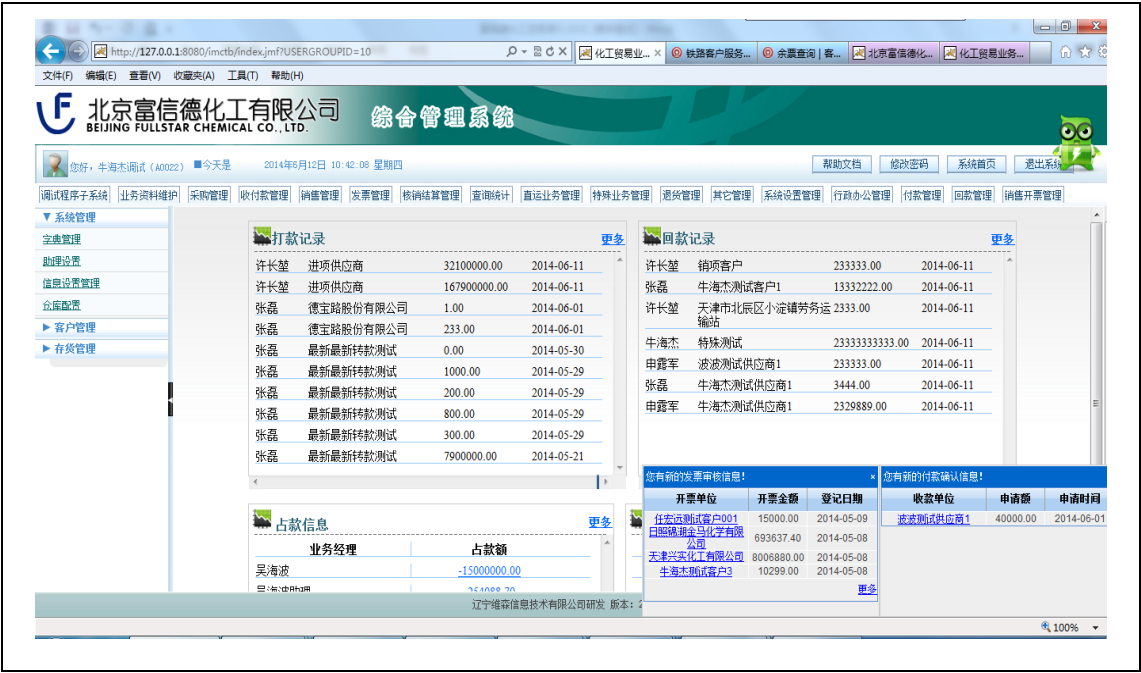 http://127.0.0.1:8080/imctb/index.jmf?USERGROUPID=10
化工贸易业... × 铁路客户服务... 余票查询 | 客... 北京富信德化... 化工贸易业务...
文件(F) 编辑(E) 查看(V) 收藏夹(A) 工具(T) 帮助(H)
北京富信德化工有限公司 综合管理系统
BEIJING FULLSTAR CHEMICAL CO.,LTD.
您好，牛海杰调试（A0022） ■今天是 2014年6月12日 10:42:08 星期四
帮助文档 修改密码 系统首页 退出系
调试程序子系统 业务资料维护 采购管理 收付款管理 销售管理 发票管理 核销结算管理 查询统计 直运业务管理 特殊业务管理 退货管理 其它管理 系统设置管理 行政办公管理 付款管理 回款管理 销售开票管理
▼ 系统管理
字典管理
助理设置
信息设置管理
仓库配置
▶ 客户管理
▶ 存货管理
打款记录 更多
许长堃 进项供应商 32100000.00 2014-06-11
许长堃 进项供应商 167900000.00 2014-06-11
张磊 德宝路股份有限公司 1.00 2014-06-01
张磊 德宝路股份有限公司 233.00 2014-06-01
张磊 最新最新转款测试 0.00 2014-05-30
张磊 最新最新转款测试 1000.00 2014-05-29
张磊 最新最新转款测试 200.00 2014-05-29
张磊 最新最新转款测试 800.00 2014-05-29
张磊 最新最新转款测试 300.00 2014-05-29
张磊 最新最新转款测试 7900000.00 2014-05-21
回款记录 更多
许长堃 销项客户 233333.00 2014-06-11
张磊 牛海杰测试客户1 13332222.00 2014-06-11
许长堃 天津市北辰区小淀镇劳务运 2333.00 2014-06-11
输站
牛海杰 特殊测试 23333333333.00 2014-06-11
申露军 波波测试供应商1 233333.00 2014-06-11
张磊 牛海杰测试供应商1 3444.00 2014-06-11
申露军 牛海杰测试供应商1 2329889.00 2014-06-11
占款信息 更多
业务经理 占款额
吴海波 -15000000.00
吴海波助理 -254088.70
您有新的发票审核信息! ×
开票单位 开票金额 登记日期
任宏远测试客户001 15000.00 2014-05-09
日照锦湖金马化学有限
公司 693637.40 2014-05-08
天津兴实化工有限公司 8006880.00 2014-05-08
牛海杰测试客户3 10299.00 2014-05-08
更多
您有新的付款确认信息!
收款单位 申请额 申请时间
波波测试供应商1 40000.00 2014-06-01
辽宁维森信息技术有限公司研发 版本: 2
100%